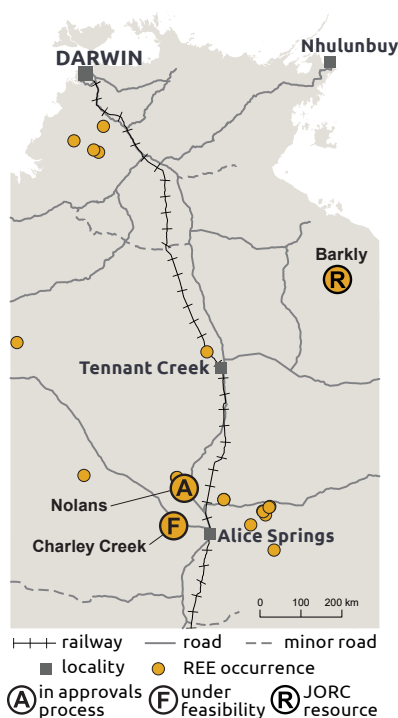 DARWIN
Nhulunbuy
Barkly
R
Tennant Creek
A
Nolans
F
Charley Creek
Alice Springs
0 100 200 km
railway road minor road
locality REE occurrence
A in approvals process
F under feasibility
R JORC resource